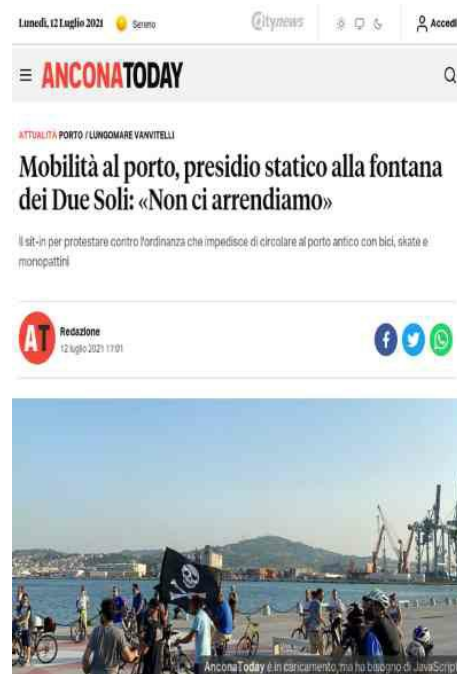 Lunedì, 12 Luglio 2021 Sereno citynews Accedi
ANCONATODAY
ATTUALITÀ PORTO / LUNGOMARE VANVITELLI
Mobilità al porto, presidio statico alla fontana
dei Due Soli: «Non ci arrendiamo»
Il sit-in per protestare contro l'ordinanza che impedisce di circolare al porto antico con bici, skate e
monopattini
AT
Redazione
12 luglio 2021 11:01
AnconaToday è in caricamento, ma ha bisogno di JavaScript